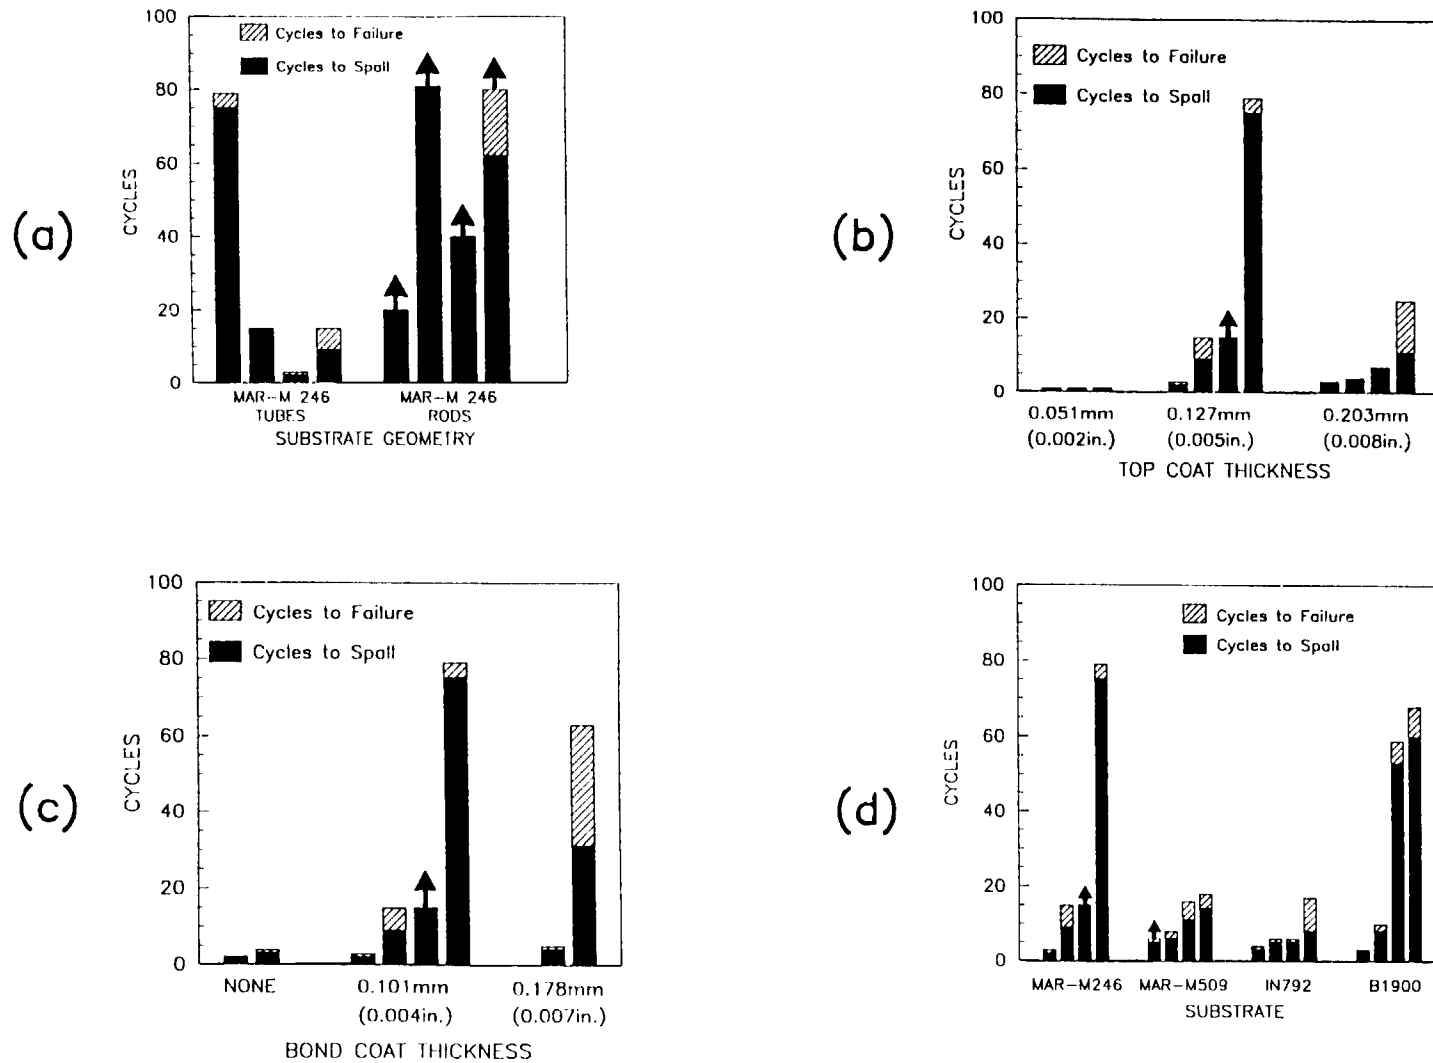 (a)
100
80
60
40
20
0
CYCLES
Cycles to Failure
Cycles to Spall
MAR-M 246
TUBES
MAR-M 246
RODS
SUBSTRATE GEOMETRY
(b)
100
80
60
40
20
0
CYCLES
Cycles to Failure
Cycles to Spall
0.051mm
(0.002in.)
0.127mm
(0.005in.)
0.203mm
(0.008in.)
TOP COAT THICKNESS
(c)
100
80
60
40
20
0
CYCLES
Cycles to Failure
Cycles to Spall
NONE
0.101mm
(0.004in.)
0.178mm
(0.007in.)
BOND COAT THICKNESS
(d)
100
80
60
40
20
0
CYCLES
Cycles to Failure
Cycles to Spall
MAR-M246
MAR-M509
IN792
B1900
SUBSTRATE